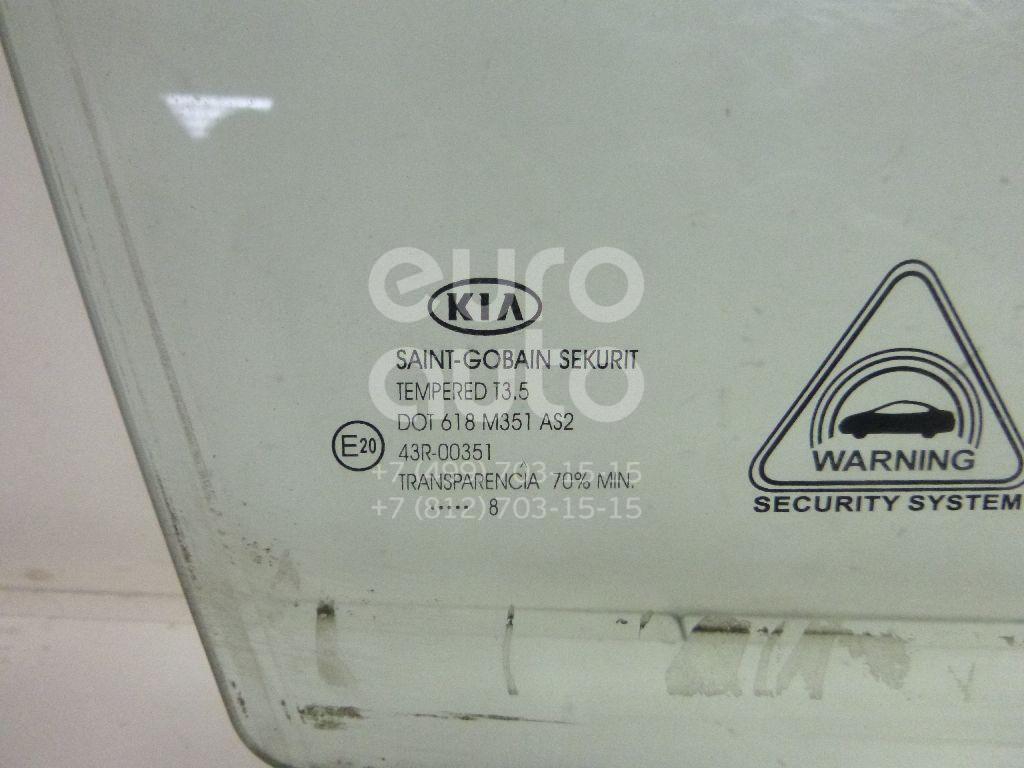 euro
auto
KIA
SAINT-GOBAIN SEKURIT
TEMPERED T3.5
DOT 618 M351 AS2
E20
43R-00351
+7 (499) 703-15-15
TRANSPARENCIA 70% MIN.
+7 (812) 703-15-15
..... 8
WARNING
SECURITY SYSTEM